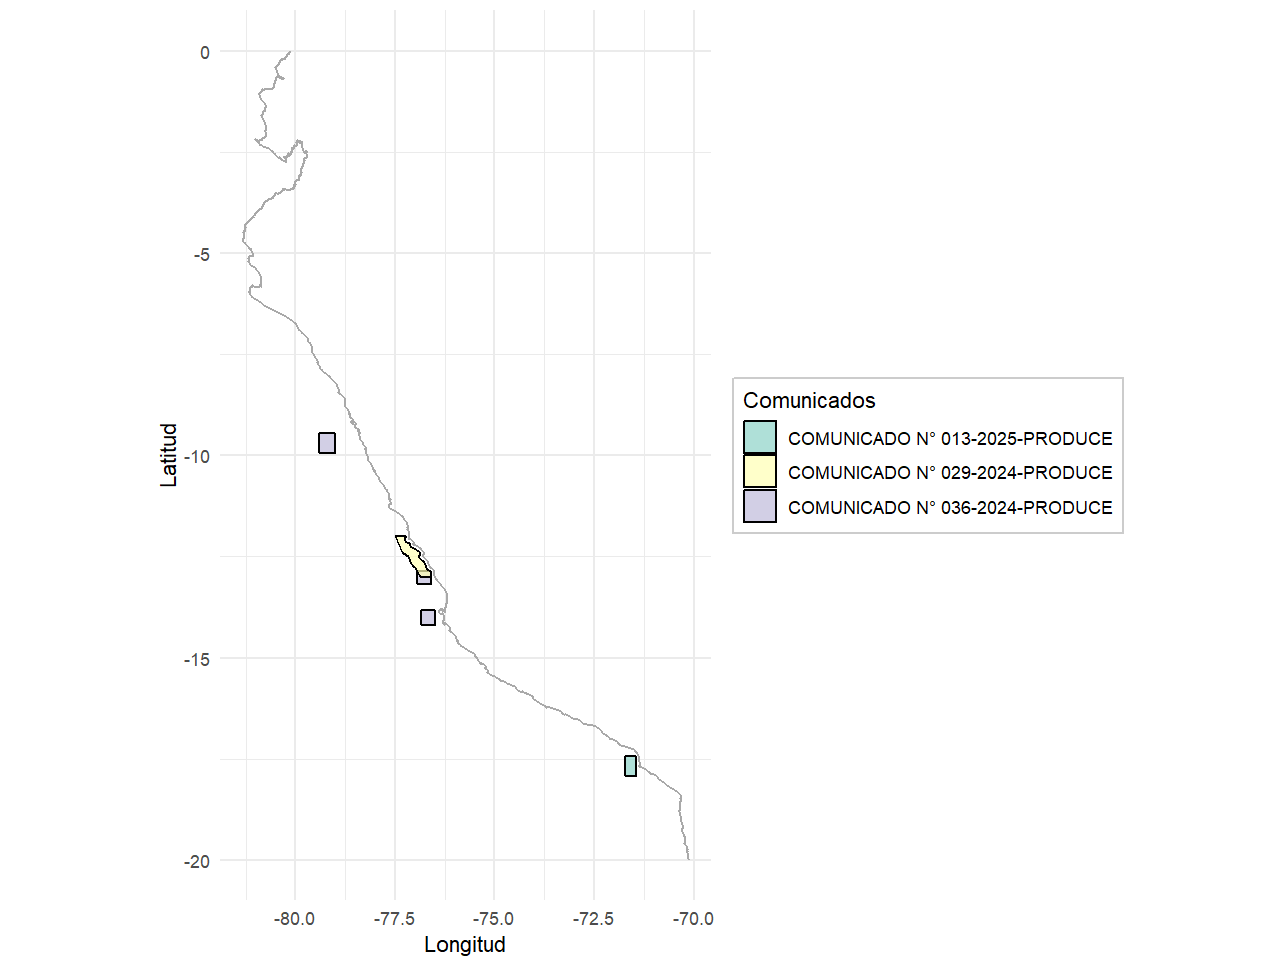 0
-5
-10
-15
-20
Latitud
-80.0 -77.5 -75.0 -72.5 -70.0
Longitud
Comunicados
COMUNICADO N° 013-2025-PRODUCE
COMUNICADO N° 029-2024-PRODUCE
COMUNICADO N° 036-2024-PRODUCE